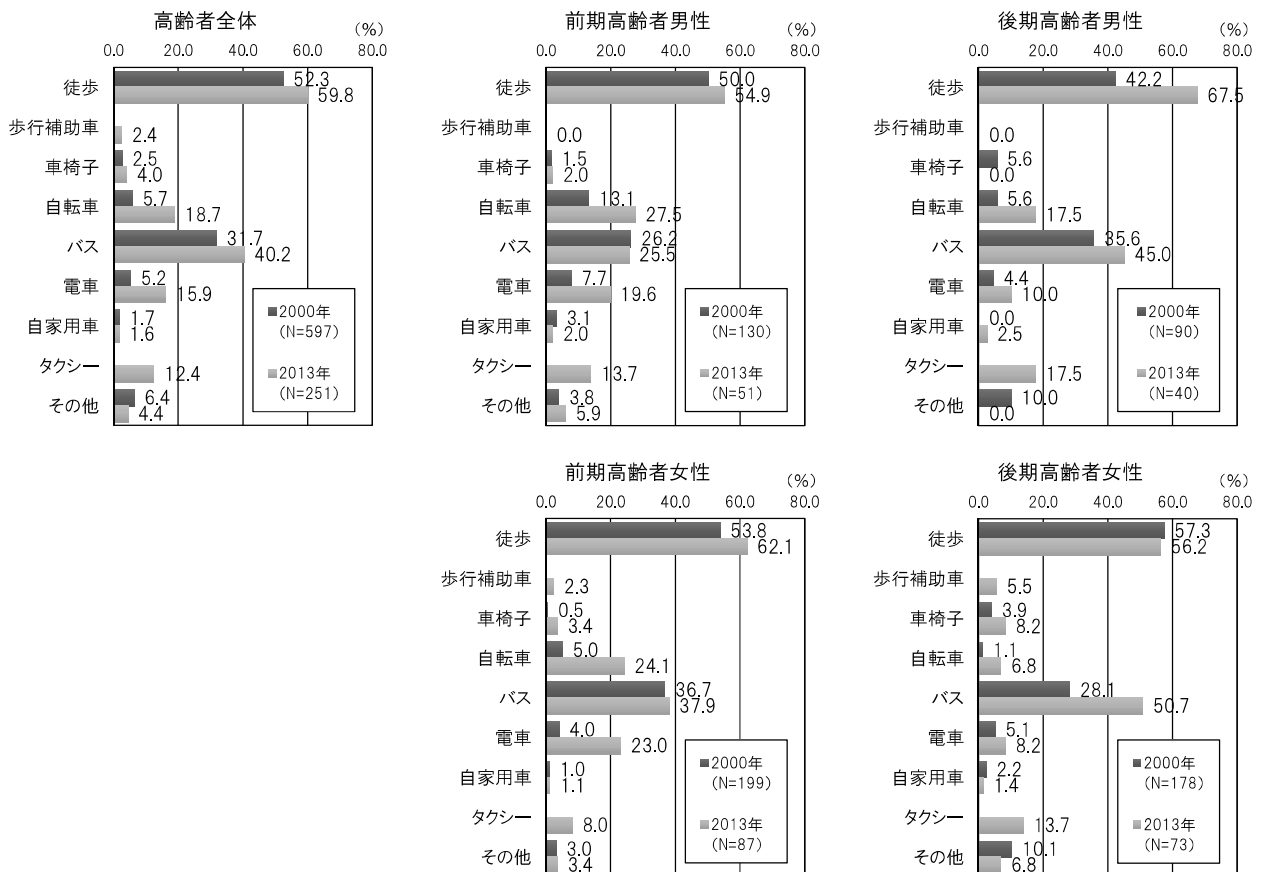 高齢者全体
(%)
0.0 20.0 40.0 60.0 80.0
徒歩 52.3 59.8
歩行補助車 2.4
車椅子 2.5 4.0
自転車 5.7 18.7
バス 31.7 40.2
電車 5.2 15.9
自家用車 1.7 1.6
タクシー 12.4
その他 6.4 4.4
■2000年
(N=597)
■2013年
(N=251)
前期高齢者男性
(%)
0.0 20.0 40.0 60.0 80.0
徒歩 50.0 54.9
歩行補助車 0.0
車椅子 1.5 2.0
自転車 13.1 27.5
バス 26.2 25.5
電車 7.7 19.6
自家用車 3.1 2.0
タクシー 13.7
その他 3.8 5.9
■2000年
(N=130)
■2013年
(N=51)
後期高齢者男性
(%)
0.0 20.0 40.0 60.0 80.0
徒歩 42.2 67.5
歩行補助車 0.0
車椅子 5.6 0.0
自転車 5.6 17.5
バス 35.6 45.0
電車 4.4 10.0
自家用車 0.0 2.5
タクシー 17.5
その他 10.0 0.0
■2000年
(N=90)
■2013年
(N=40)
前期高齢者女性
(%)
0.0 20.0 40.0 60.0 80.0
徒歩 53.8 62.1
歩行補助車 2.3
車椅子 0.5 3.4
自転車 5.0 24.1
バス 36.7 37.9
電車 4.0 23.0
自家用車 1.0 1.1
タクシー 8.0
その他 3.0 3.4
■2000年
(N=199)
■2013年
(N=87)
後期高齢者女性
(%)
0.0 20.0 40.0 60.0 80.0
徒歩 57.3 56.2
歩行補助車 5.5
車椅子 3.9 8.2
自転車 1.1 6.8
バス 28.1 50.7
電車 5.1 8.2
自家用車 2.2 1.4
タクシー 13.7
その他 10.1 6.8
■2000年
(N=178)
■2013年
(N=73)